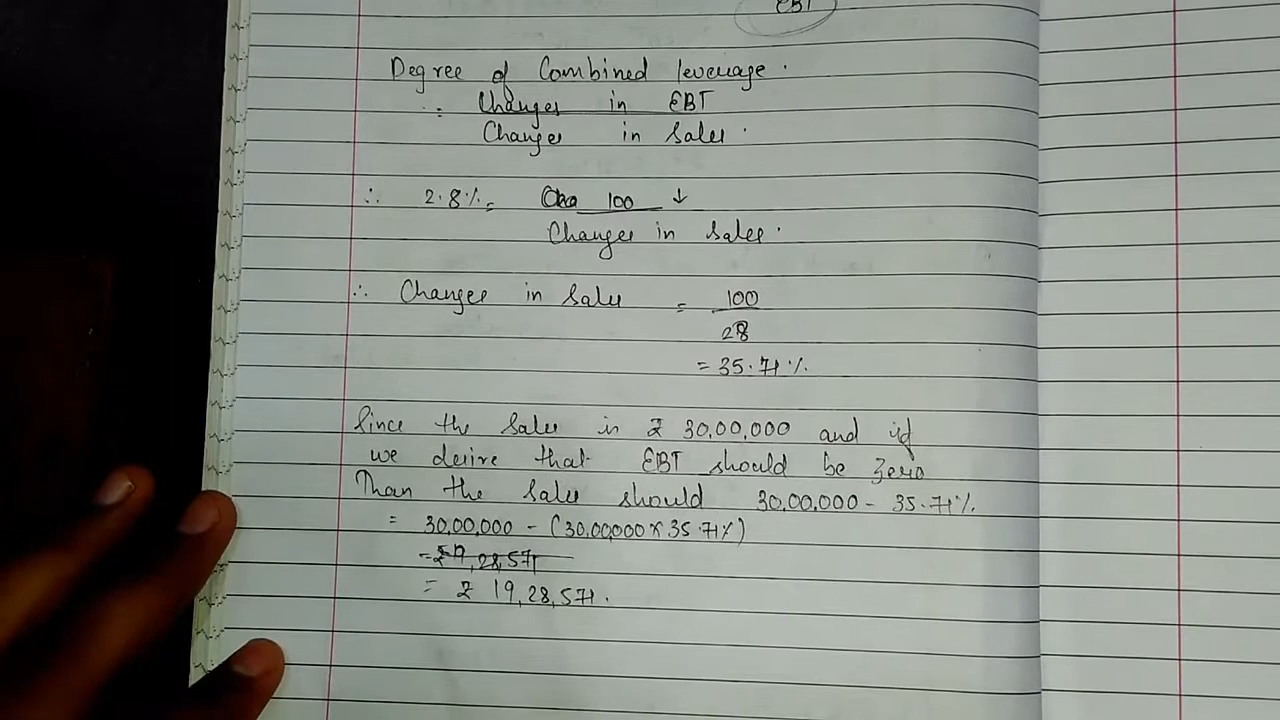 EBT
Degree of Combined leverage.
= Changes in EBT
Changes in Sales.
∴ 2.8%= 100 ↓
Changes in Sales.
∴ Changes in Sales = 100
28
= 35.71%
Since the Sales is ₹ 30,00,000 and if
we desire that EBT should be zero
Than the Sales should 30,00,000 - 35.71%
= 30,00,000 - (30,00,000 x 35.71%)
= ₹ 19,28,571.